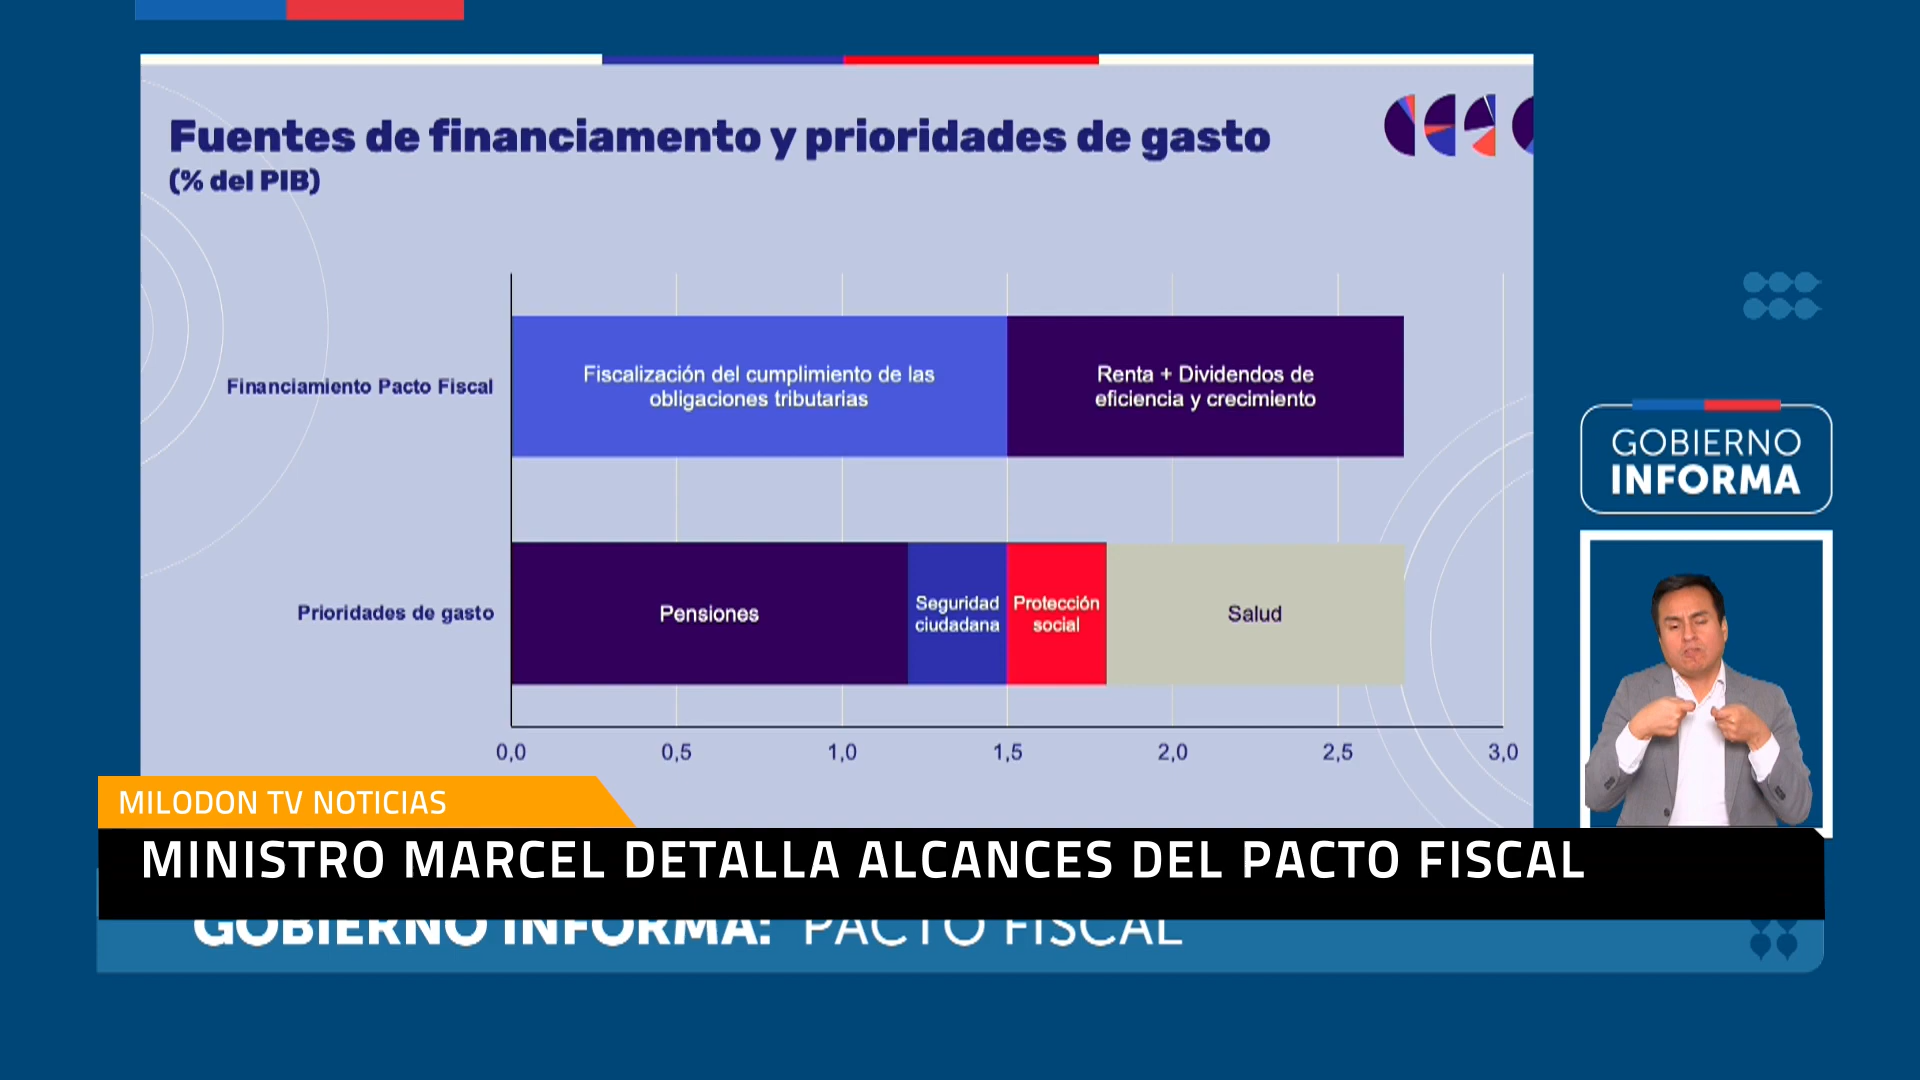 Fuentes de financiamento y prioridades de gasto
(% del PIB)
Financiamiento Pacto Fiscal
Fiscalización del cumplimiento de las
obligaciones tributarias
Renta + Dividendos de
eficiencia y crecimiento
Prioridades de gasto
Pensiones
Seguridad
ciudadana
Protección
social
Salud
0,0 0,5 1,0 1,5 2,0 2,5 3,0
GOBIERNO
INFORMA
MILODON TV NOTICIAS
MINISTRO MARCEL DETALLA ALCANCES DEL PACTO FISCAL
GOBIERNO INFORMA: PACTO FISCAL